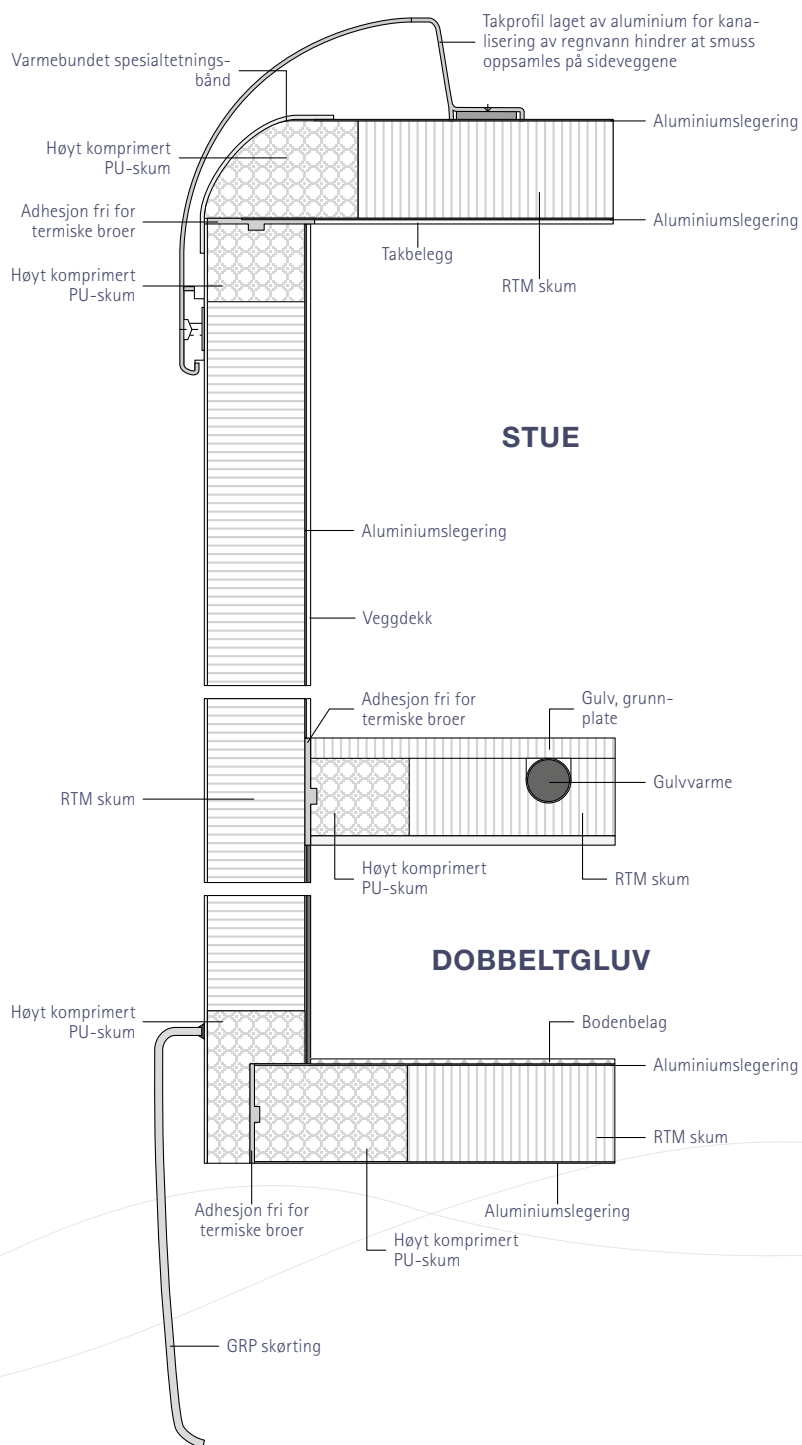 Takprofil laget av aluminium for kana-
lisering av regnvann hindrer at smuss
oppsamles på sideveggene
Varmebundet spesialtetnings-
bånd
Aluminiumslegering
Høyt komprimert
PU-skum
Adhesjon fri for
termiske broer
Aluminiumslegering
Takbelegg
Høyt komprimert
PU-skum
RTM skum
STUE
Aluminiumslegering
Veggdekk
Adhesjon fri for
termiske broer
Gulv, grunn-
plate
Gulvvarme
RTM skum
Høyt komprimert
PU-skum
RTM skum
DOBBELTGLUV
Høyt komprimert
PU-skum
Bodenbelag
Aluminiumslegering
RTM skum
Adhesjon fri for
termiske broer
Aluminiumslegering
Høyt komprimert
PU-skum
GRP skørting